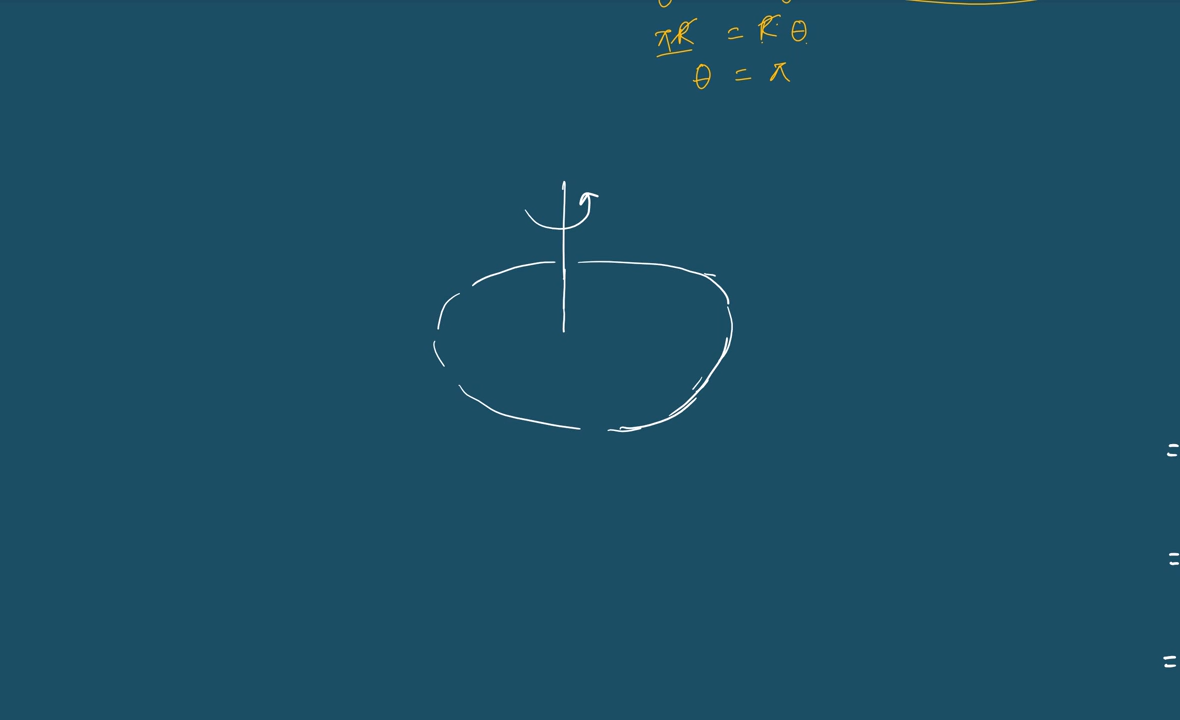 πR = R θ
θ = π
=
=
=